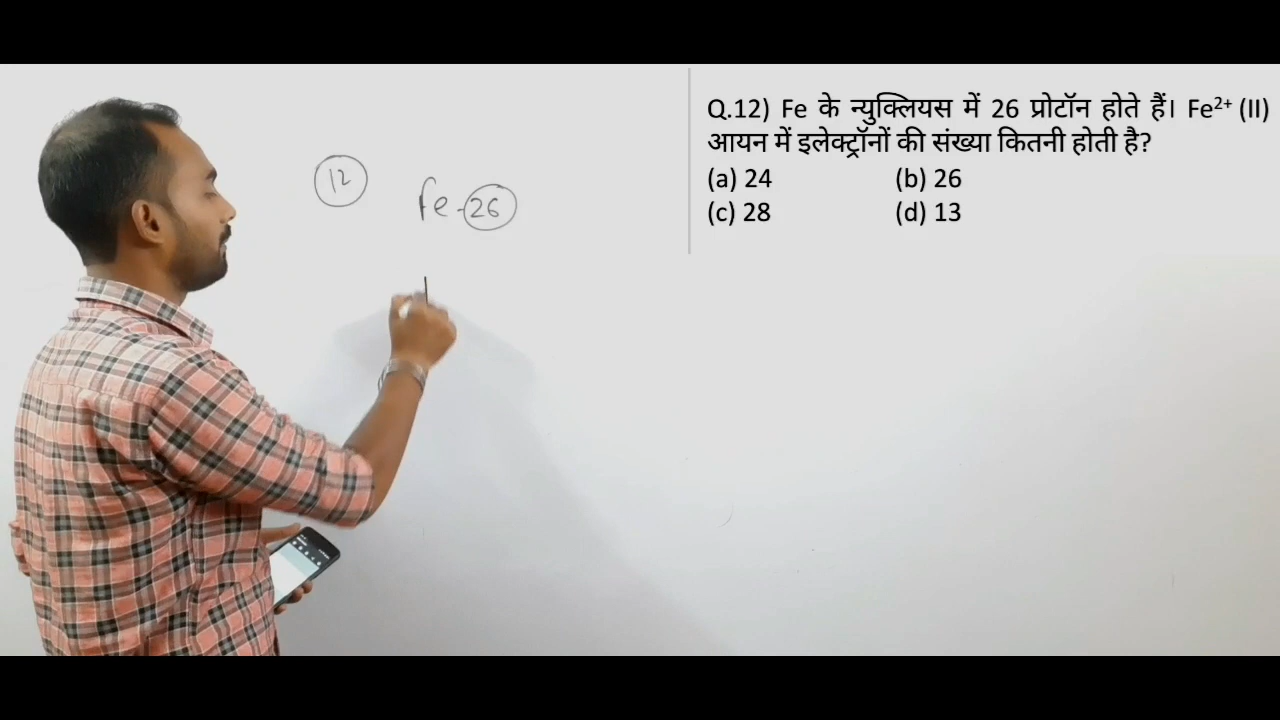 12
Fe - 26
Q.12) Fe के न्युक्लियस में 26 प्रोटॉन होते हैं। Fe²⁺ (II)
आयन में इलेक्ट्रॉनों की संख्या कितनी होती है?
(a) 24 (b) 26
(c) 28 (d) 13